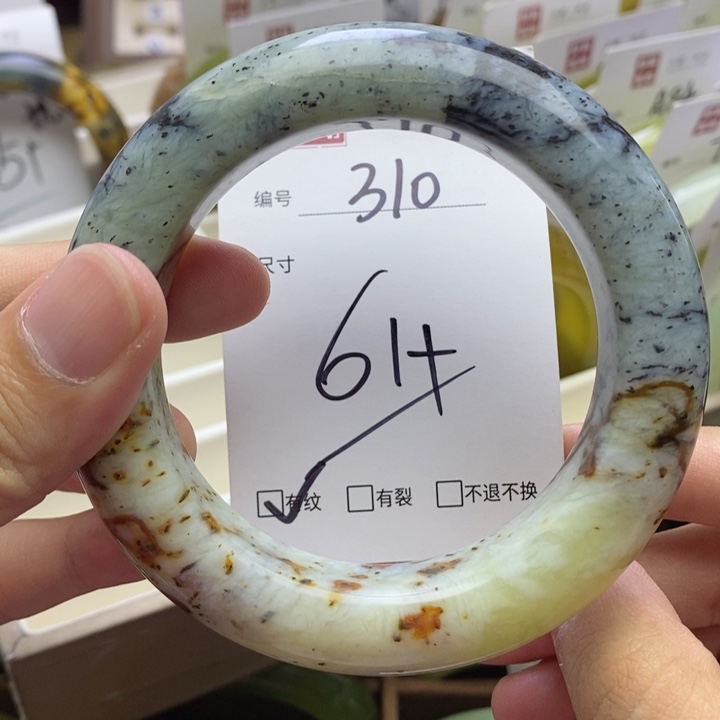 编号 310
尺寸
61+
有纹 有裂 不退不换